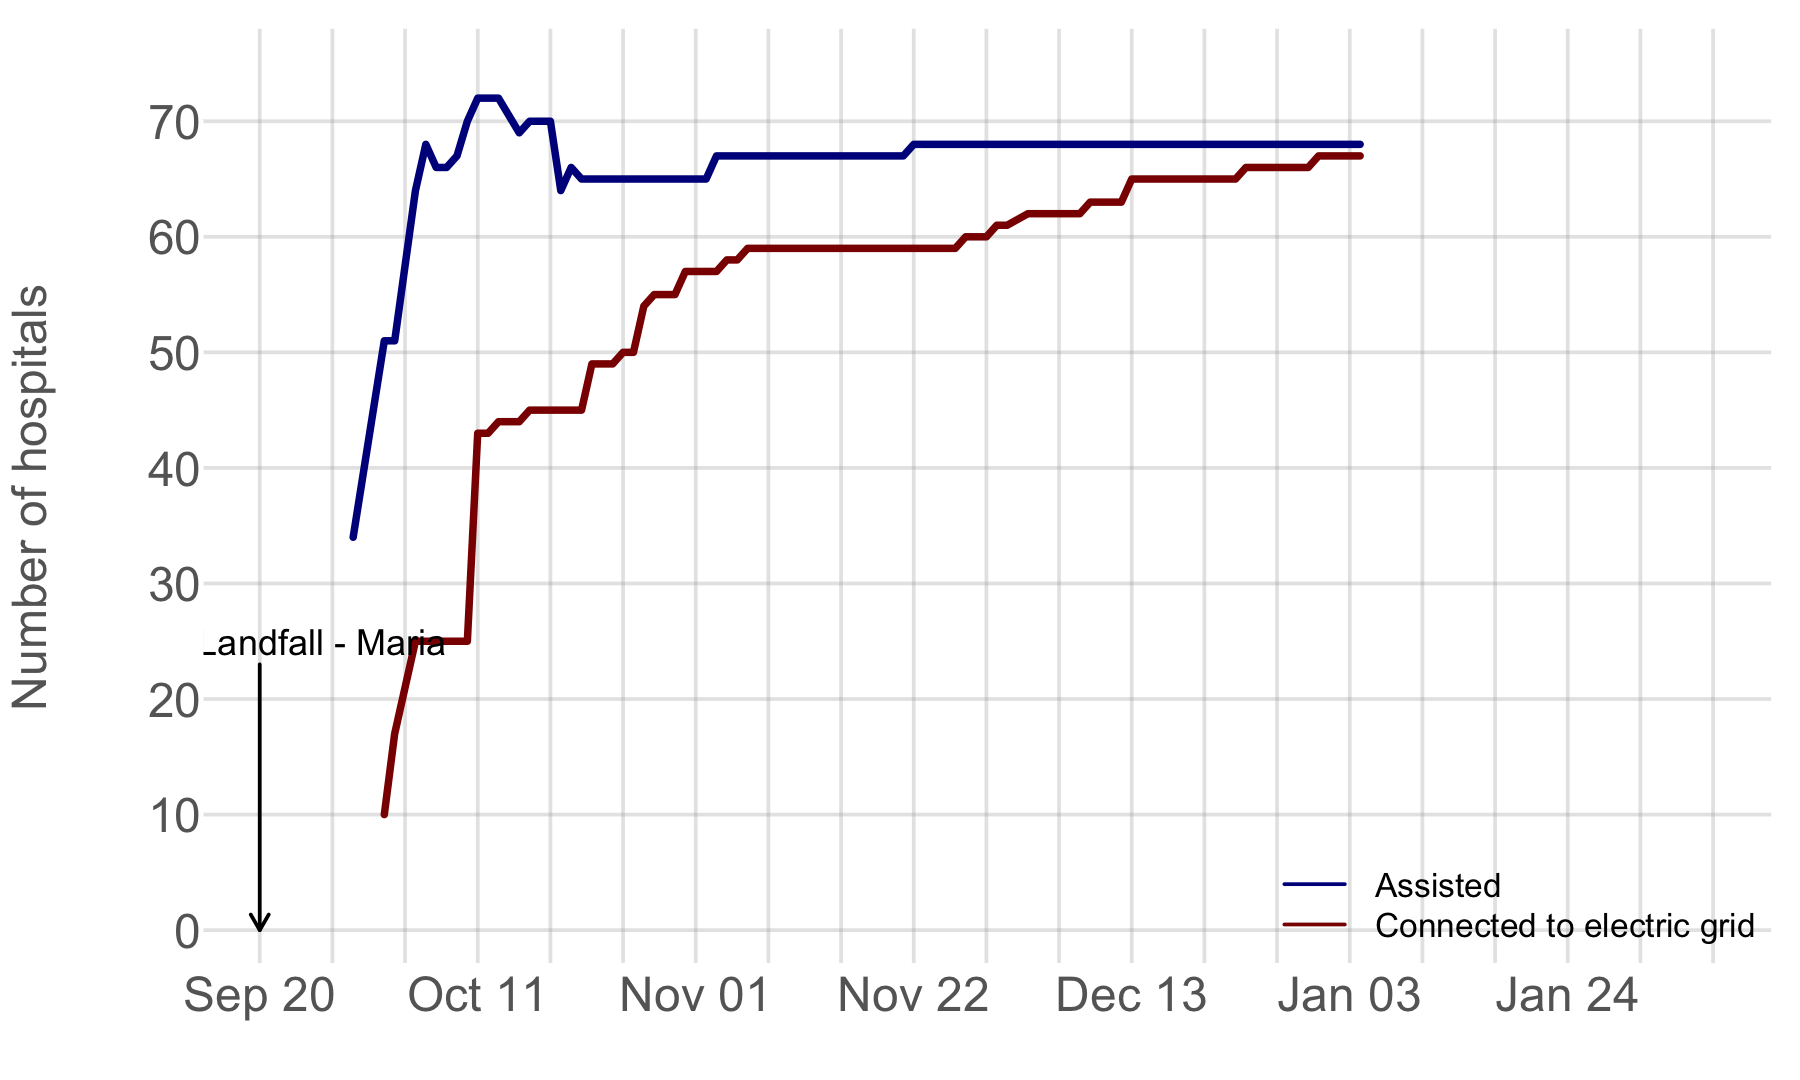 Number of hospitals
70
60
50
40
30
20
10
0
Landfall - Maria
Assisted
Connected to electric grid
Sep 20 Oct 11 Nov 01 Nov 22 Dec 13 Jan 03 Jan 24